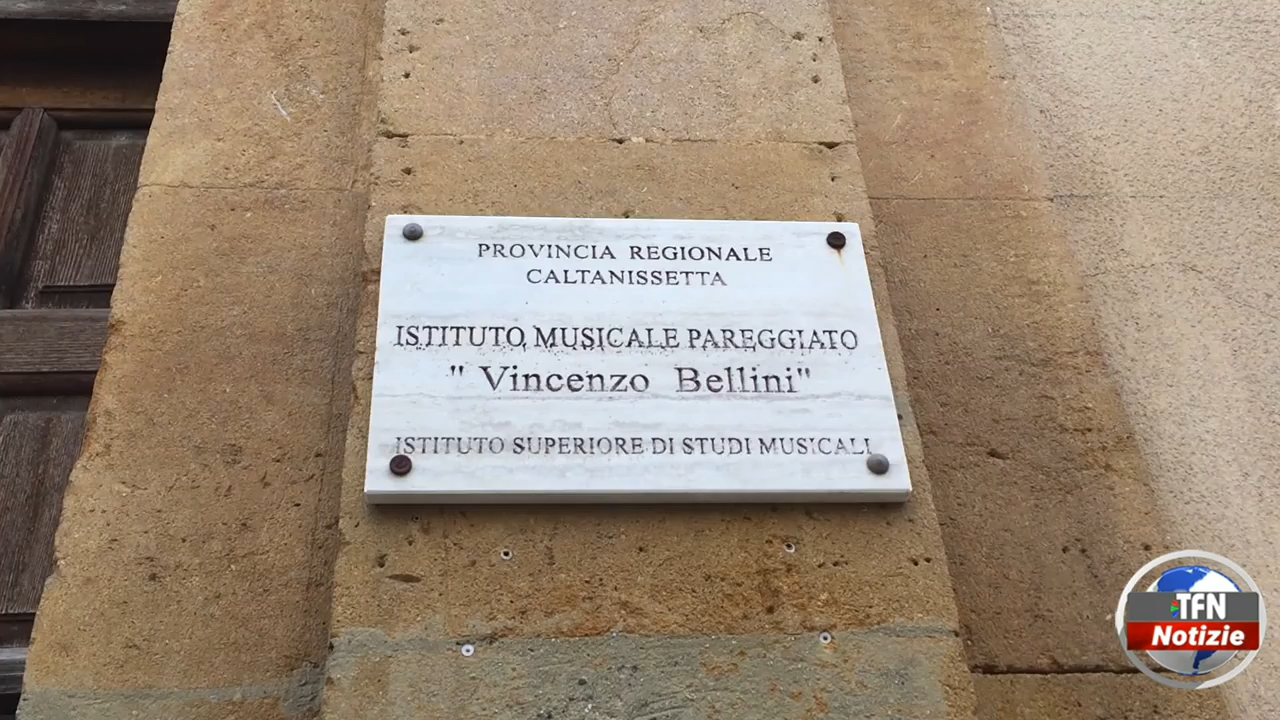 PROVINCIA REGIONALE
CALTANISSETTA
ISTITUTO MUSICALE PAREGGIATO
" Vincenzo Bellini"
ISTITUTO SUPERIORE DI STUDI MUSICALI
TFN
Notizie